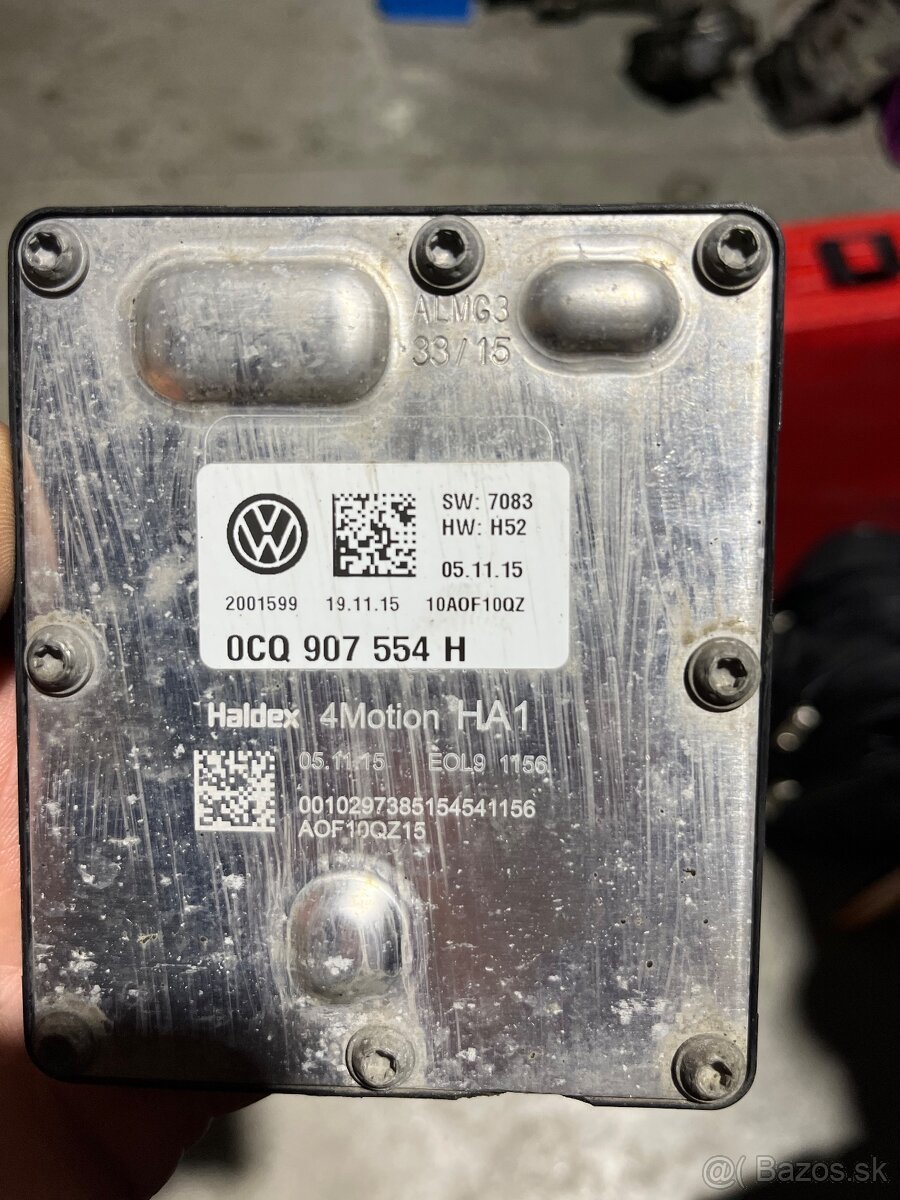 ALMG3
33/15
SW: 7083
HW: H52
05.11.15
2001599 19.11.15 10AOF10QZ
0CQ 907 554 H
Haldex 4Motion HA1
05.11.15 EOL9 1156
0010297385154541156
AOF10QZ15
@( Bazos.sk